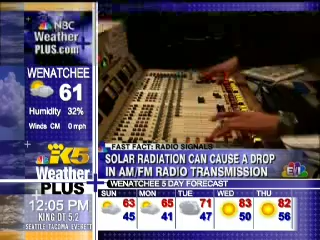 NBC
Weather
PLUS.com
WENATCHEE
61
Humidity 32%
Winds CM 0 mph
K5
Weather
PLUS
12:05 PM
KING DT 5.2
SEATTLE TACOMA EVERETT
FAST FACT: RADIO SIGNALS
SOLAR RADIATION CAN CAUSE A DROP
IN AM/FM RADIO TRANSMISSION
E/I
WENATCHEE 5 DAY FORECAST
SUN MON TUE WED THU
63 65 71 83 82
45 41 47 50 56